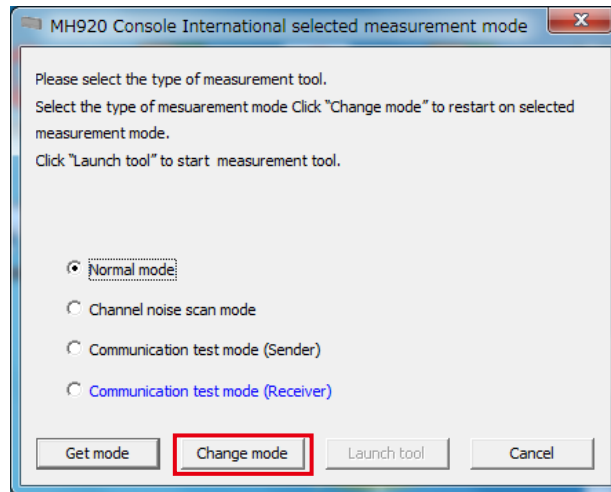 MH920 Console International selected measurement mode
Please select the type of measurement tool.
Select the type of mesuarement mode Click “Change mode” to restart on selected
measurement mode.
Click “Launch tool” to start measurement tool.
Normal mode
Channel noise scan mode
Communication test mode (Sender)
Communication test mode (Receiver)
Get mode Change mode Launch tool Cancel